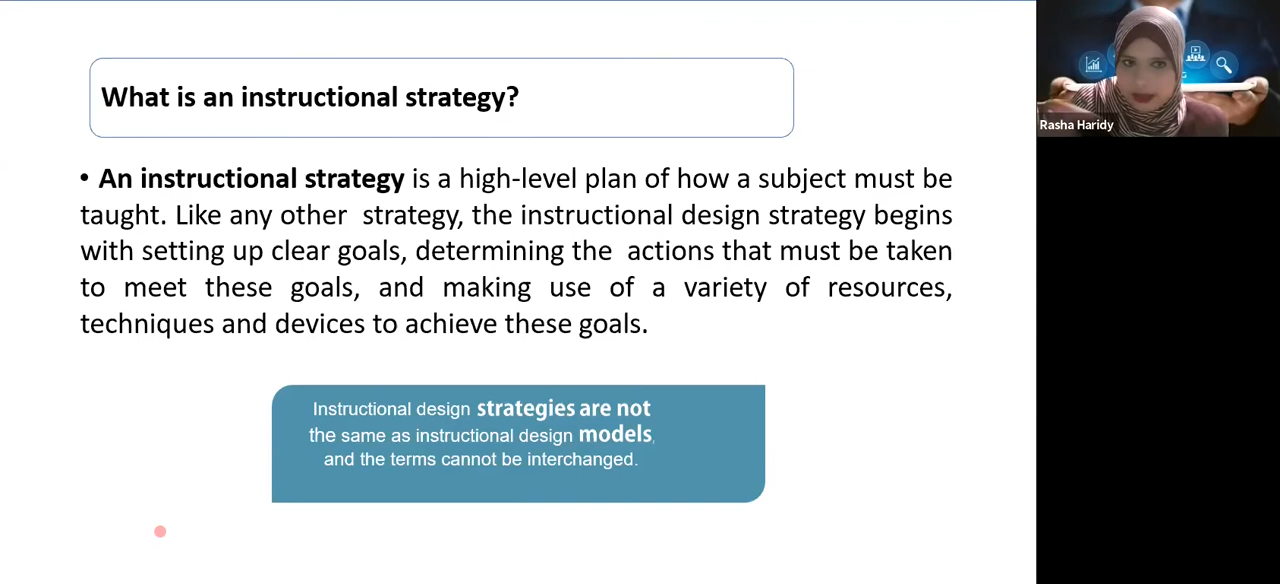 What is an instructional strategy?
• An instructional strategy is a high-level plan of how a subject must be
taught. Like any other strategy, the instructional design strategy begins
with setting up clear goals, determining the actions that must be taken
to meet these goals, and making use of a variety of resources,
techniques and devices to achieve these goals.
Instructional design strategies are not
the same as instructional design models,
and the terms cannot be interchanged.
Rasha Haridy